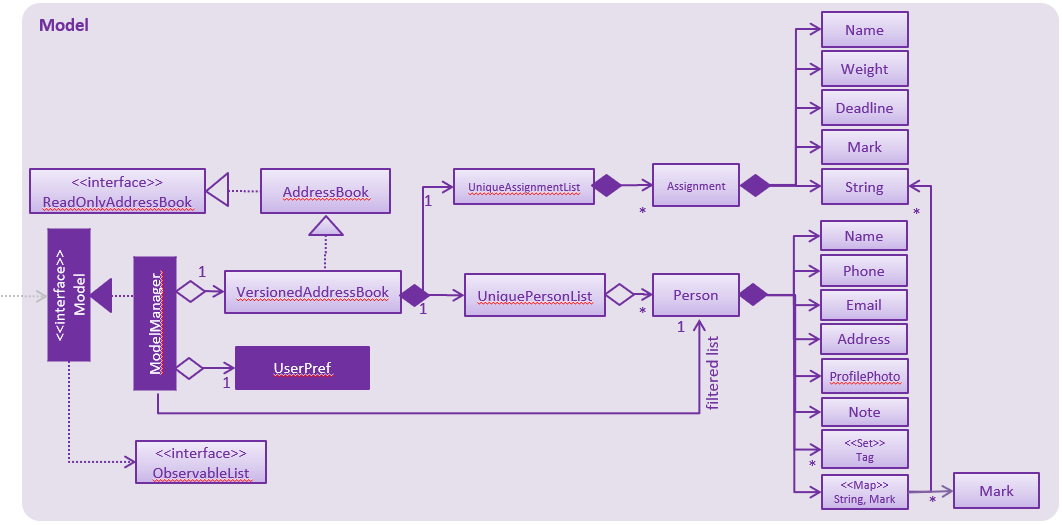 Model
Name
Weight
Deadline
Mark
String
*
<<interface>>
ReadOnlyAddressBook
AddressBook
UniqueAssignmentList
1
*
Assignment
<<Interface>>
Model
ModelManager
1
VersionedAddressBook
1
UniquePersonList
*
Person
1
filtered list
Name
Phone
Email
Address
ProfilePhoto
Note
<<Set>>
Tag
*
<<Map>>
String, Mark
*
Mark
1
UserPref
<<interface>>
ObservableList